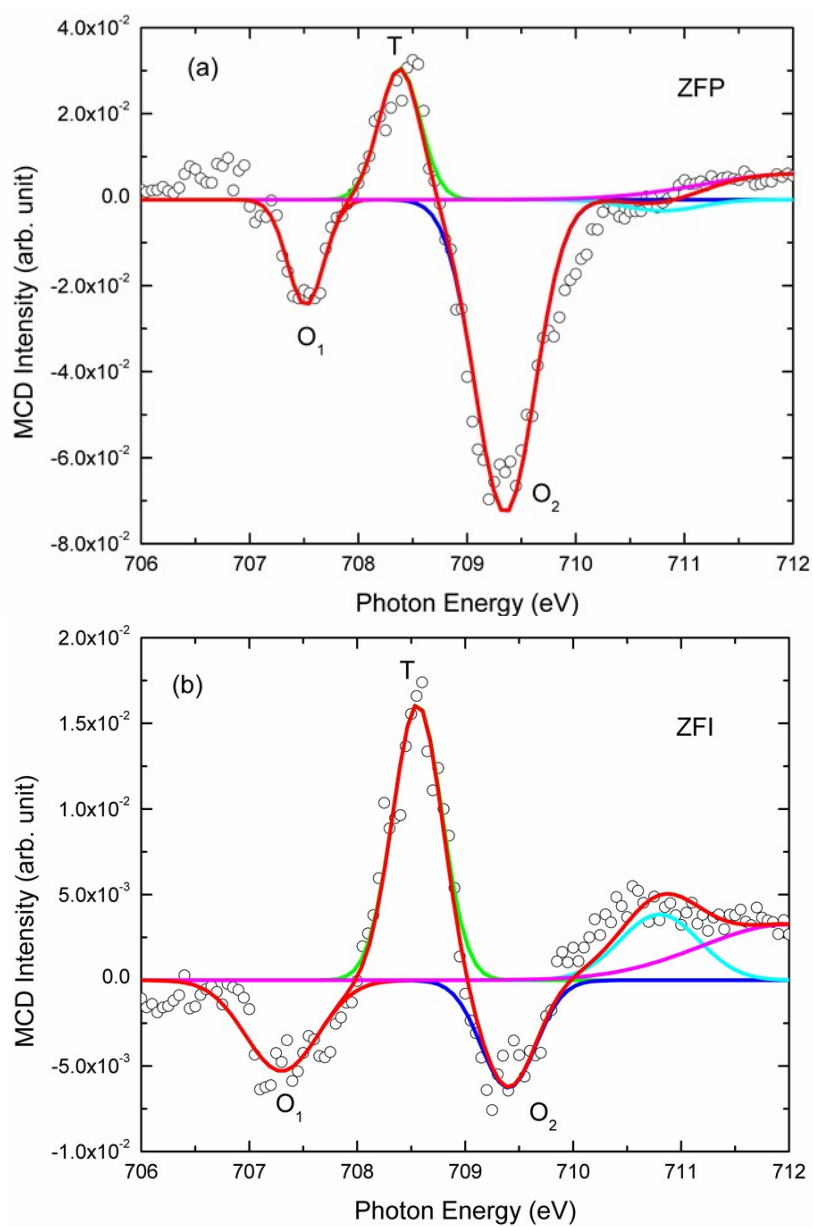 4.0x10⁻²
T
(a)
ZFP
2.0x10⁻²
0.0
-2.0x10⁻²
O₁
-4.0x10⁻²
-6.0x10⁻²
O₂
-8.0x10⁻²
MCD Intensity (arb. unit)
706 707 708 709 710 711 712
Photon Energy (eV)
2.0x10⁻²
T
(b)
ZFI
1.5x10⁻²
1.0x10⁻²
5.0x10⁻³
0.0
-5.0x10⁻³
O₁
O₂
-1.0x10⁻²
MCD Intensity (arb. unit)
706 707 708 709 710 711 712
Photon Energy (eV)